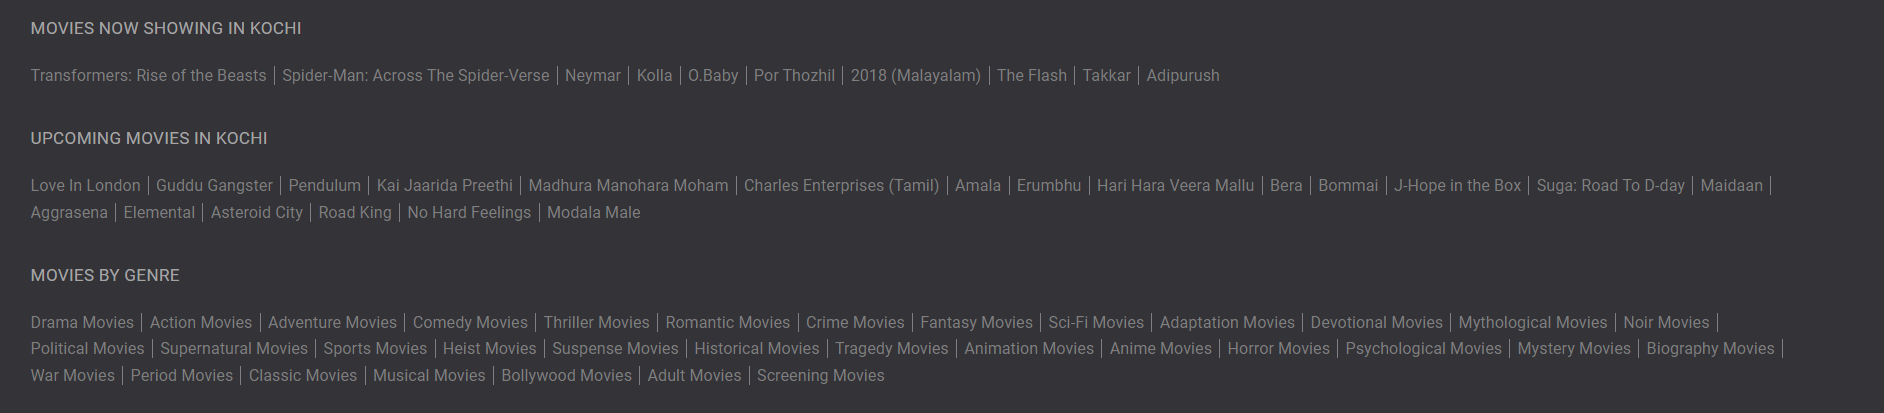 MOVIES NOW SHOWING IN KOCHI
Transformers: Rise of the Beasts | Spider-Man: Across The Spider-Verse | Neymar | Kolla | O.Baby | Por Thozhil | 2018 (Malayalam) | The Flash | Takkar | Adipurush
UPCOMING MOVIES IN KOCHI
Love In London | Guddu Gangster | Pendulum | Kai Jaarida Preethi | Madhura Manohara Moham | Charles Enterprises (Tamil) | Amala | Erumbhu | Hari Hara Veera Mallu | Bera | Bommai | J-Hope in the Box | Suga: Road To D-day | Maidaan |
Aggrasena | Elemental | Asteroid City | Road King | No Hard Feelings | Modala Male
MOVIES BY GENRE
Drama Movies | Action Movies | Adventure Movies | Comedy Movies | Thriller Movies | Romantic Movies | Crime Movies | Fantasy Movies | Sci-Fi Movies | Adaptation Movies | Devotional Movies | Mythological Movies | Noir Movies |
Political Movies | Supernatural Movies | Sports Movies | Heist Movies | Suspense Movies | Historical Movies | Tragedy Movies | Animation Movies | Anime Movies | Horror Movies | Psychological Movies | Mystery Movies | Biography Movies |
War Movies | Period Movies | Classic Movies | Musical Movies | Bollywood Movies | Adult Movies | Screening Movies